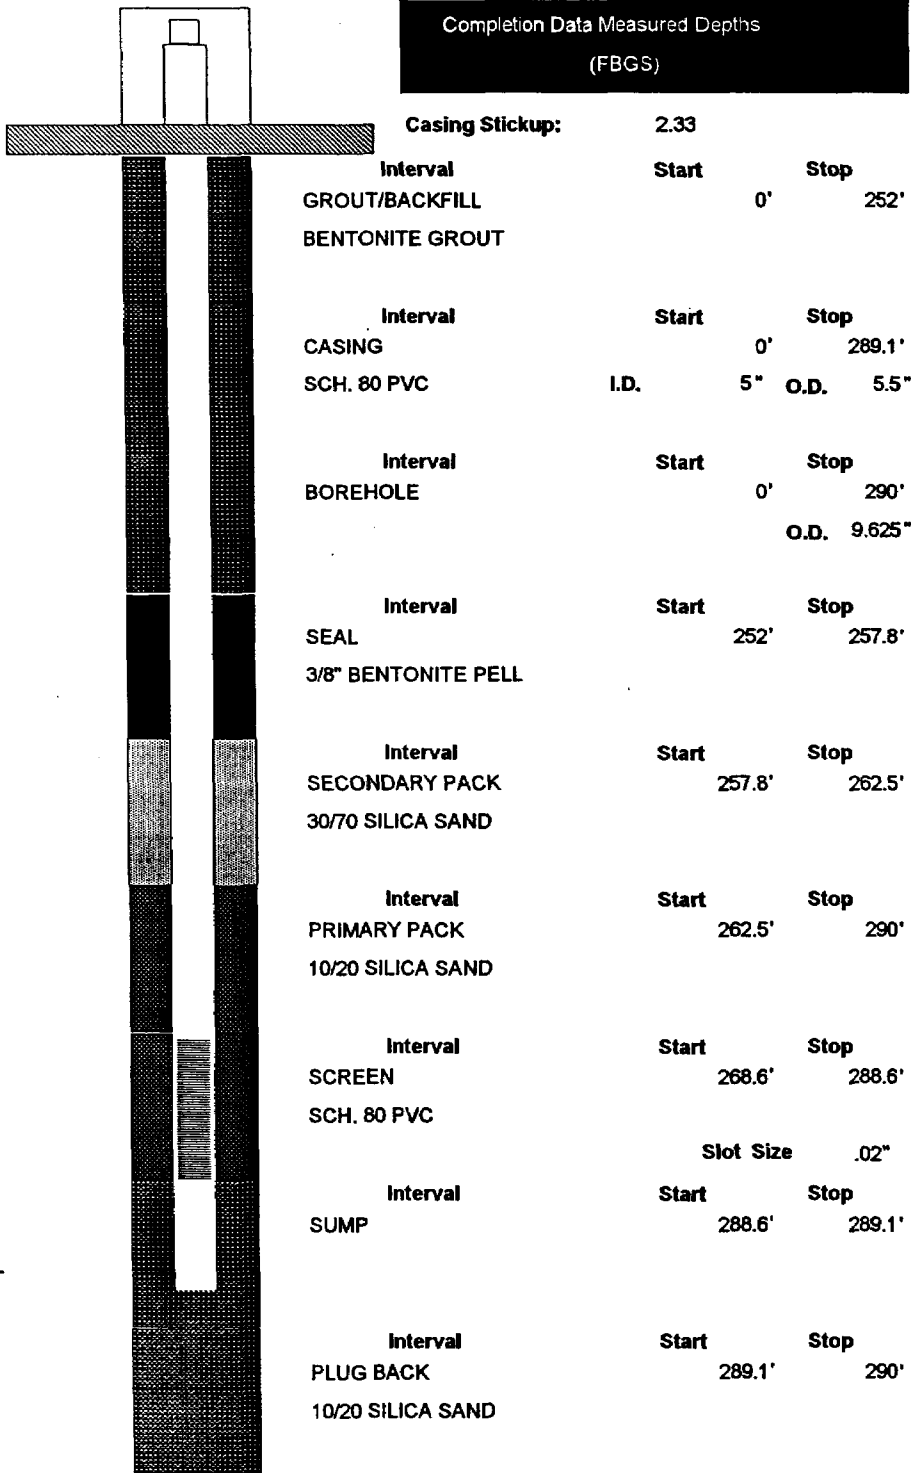 Completion Data Measured Depths
(FBGS)
Casing Stickup: 2.33
Interval Start Stop
GROUT/BACKFILL 0' 252'
BENTONITE GROUT
Interval Start Stop
CASING 0' 289.1'
SCH. 80 PVC I.D. 5" O.D. 5.5"
Interval Start Stop
BOREHOLE 0' 290'
O.D. 9.625"
Interval Start Stop
SEAL 252' 257.8'
3/8" BENTONITE PELL
Interval Start Stop
SECONDARY PACK 257.8' 262.5'
30/70 SILICA SAND
Interval Start Stop
PRIMARY PACK 262.5' 290'
10/20 SILICA SAND
Interval Start Stop
SCREEN 268.6' 288.6'
SCH. 80 PVC
Slot Size .02"
Interval Start Stop
SUMP 288.6' 289.1'
Interval Start Stop
PLUG BACK 289.1' 290'
10/20 SILICA SAND